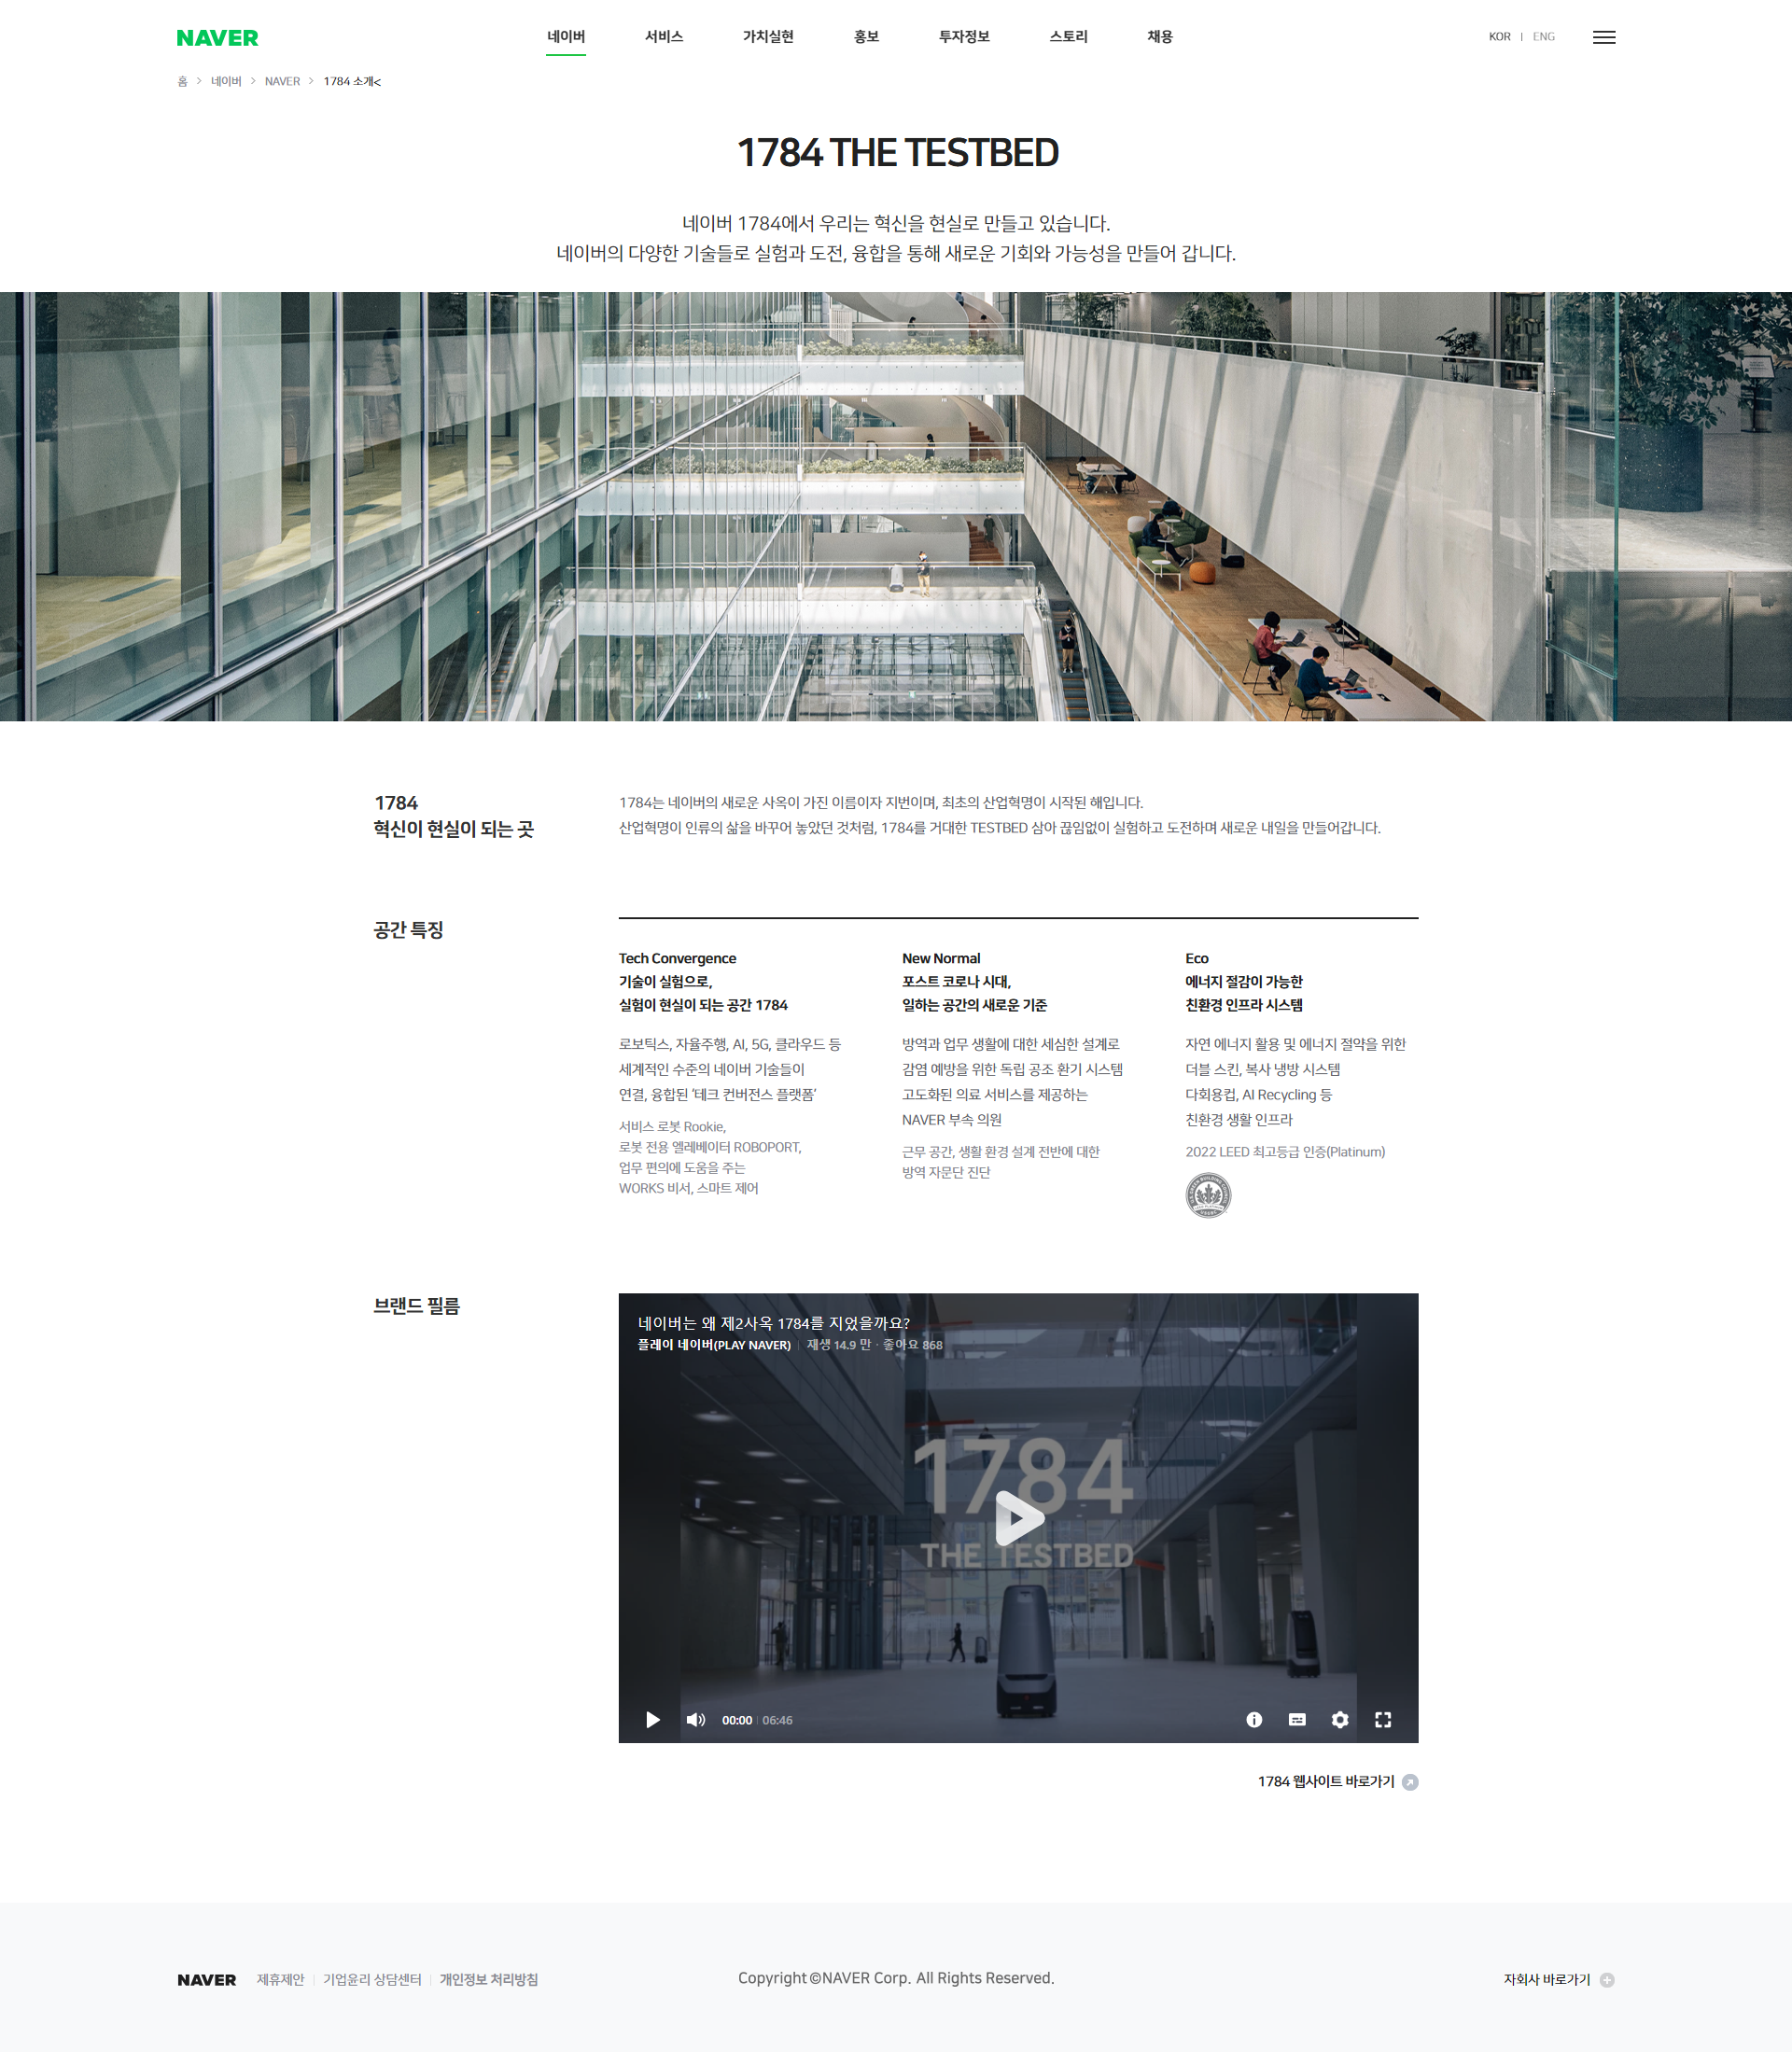 NAVER
네이버
서비스
가치실현
홍보
투자정보
스토리
채용
KOR | ENG
홈 > 네이버 > NAVER > 1784 소개<
1784 THE TESTBED
네이버 1784에서 우리는 혁신을 현실로 만들고 있습니다.
네이버의 다양한 기술들로 실험과 도전, 융합을 통해 새로운 기회와 가능성을 만들어 갑니다.
1784
혁신이 현실이 되는 곳
1784는 네이버의 새로운 사옥이 가진 이름이자 지번이며, 최초의 산업혁명이 시작된 해입니다.
산업혁명이 인류의 삶을 바꾸어 놓았던 것처럼, 1784를 거대한 TESTBED 삼아 끊임없이 실험하고 도전하며 새로운 내일을 만들어갑니다.
공간 특징
Tech Convergence
기술이 실험으로,
실험이 현실이 되는 공간 1784
로보틱스, 자율주행, AI, 5G, 클라우드 등
세계적인 수준의 네이버 기술들이
연결, 융합된 ‘테크 컨버전스 플랫폼’
서비스 로봇 Rookie,
로봇 전용 엘레베이터 ROBOPORT,
업무 편의에 도움을 주는
WORKS 비서, 스마트 제어
New Normal
포스트 코로나 시대,
일하는 공간의 새로운 기준
방역과 업무 생활에 대한 세심한 설계로
감염 예방을 위한 독립 공조 환기 시스템
고도화된 의료 서비스를 제공하는
NAVER 부속 의원
근무 공간, 생활 환경 설계 전반에 대한
방역 자문단 진단
Eco
에너지 절감이 가능한
친환경 인프라 시스템
자연 에너지 활용 및 에너지 절약을 위한
더블 스킨, 복사 냉방 시스템
다회용컵, AI Recycling 등
친환경 생활 인프라
2022 LEED 최고등급 인증(Platinum)
브랜드 필름
네이버는 왜 제2사옥 1784를 지었을까요?
플레이 네이버(PLAY NAVER) | 재생 14.9 만 · 좋아요 868
1784
THE TESTBED
00:00 | 06:46
1784 웹사이트 바로가기
NAVER
제휴제안 | 기업윤리 상담센터 | 개인정보 처리방침
Copyright ©NAVER Corp. All Rights Reserved.
자회사 바로가기